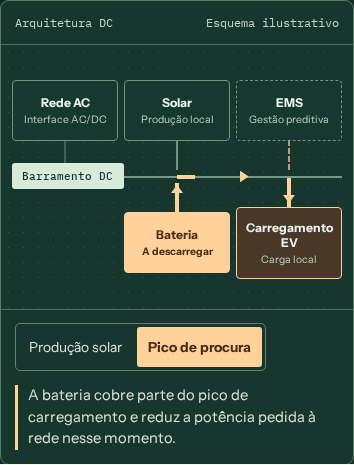 Arquitetura DC
Esquema ilustrativo
Rede AC
Interface AC/DC
Solar
Produção local
EMS
Gestão preditiva
Barramento DC
Bateria
A descarregar
Carregamento
EV
Carga local
Produção solar
Pico de procura
A bateria cobre parte do pico de
carregamento e reduz a potência pedida à
rede nesse momento.